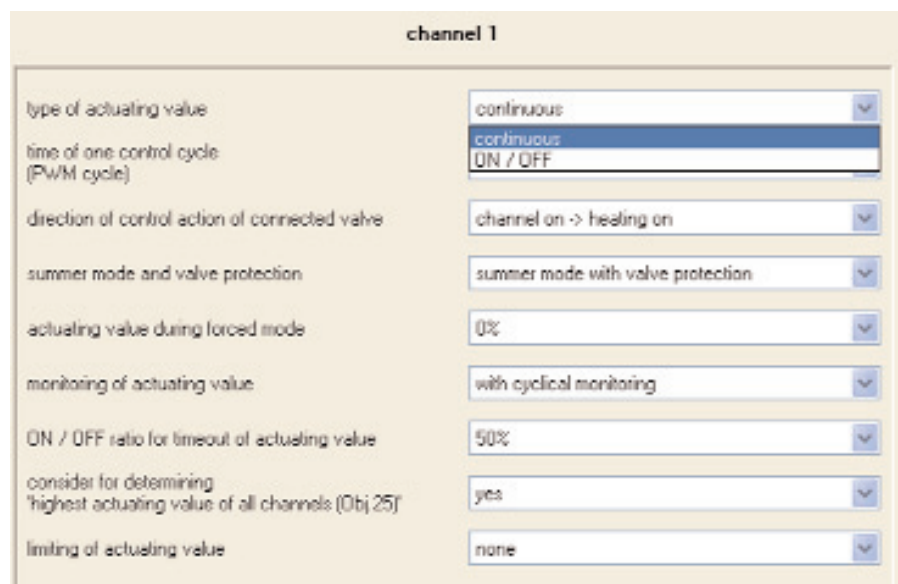 channel 1
type of actuating value
continuous
continuous
ON / OFF
time of one control cycle
(PWM cycle)
direction of control action of connected valve
channel on -> heating on
summer mode and valve protection
summer mode with valve protection
actuating value during forced mode
0%
monitoring of actuating value
with cyclical monitoring
ON / OFF ratio for timeout of actuating value
50%
consider for determining
'highest actuating value of all channels (Obj 25)'
yes
limiting of actuating value
none